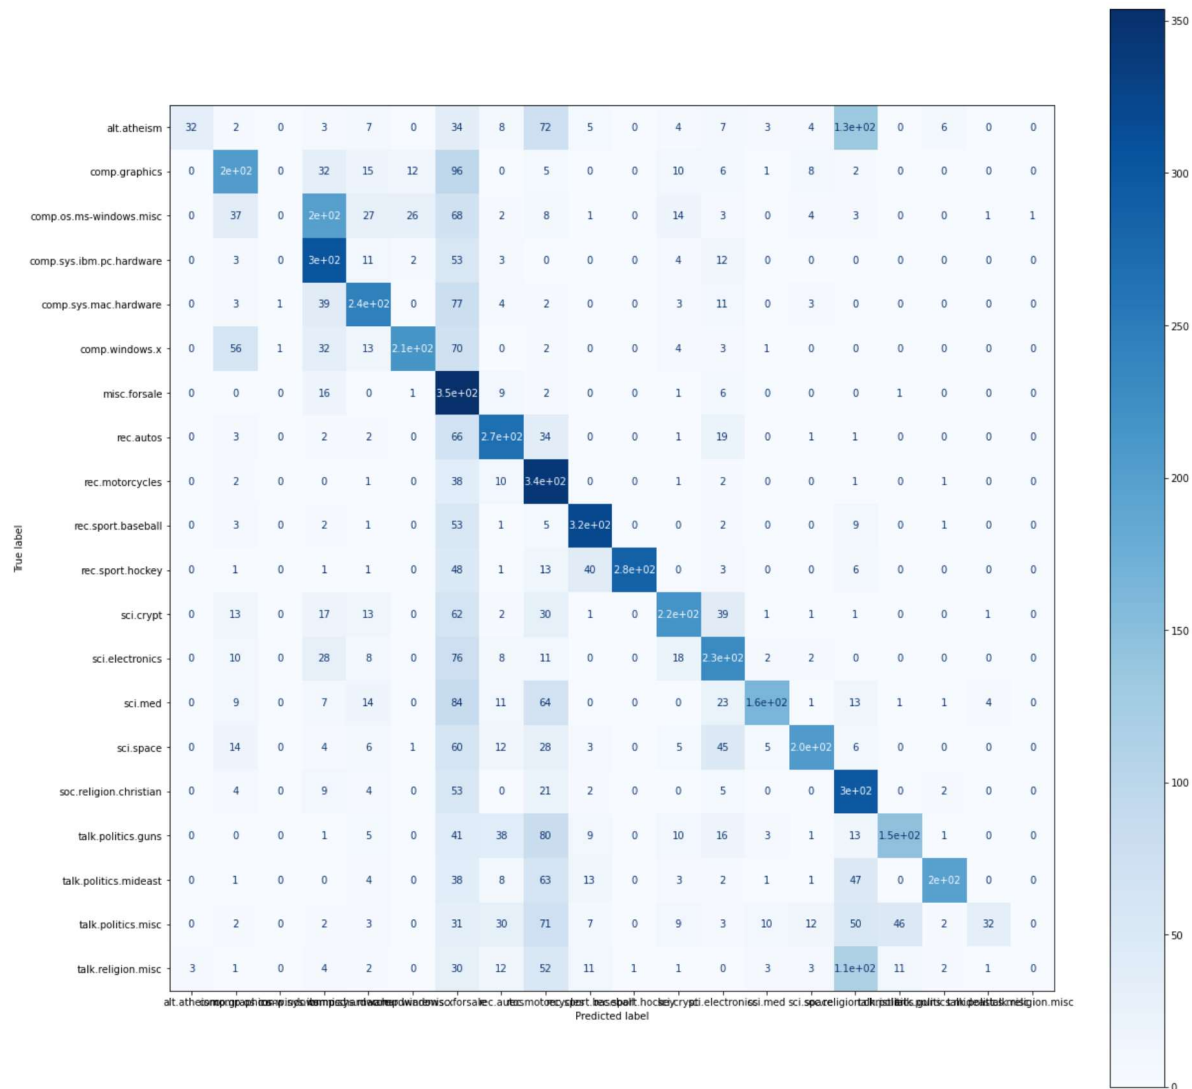 350
alt.atheism 32 2 0 3 7 0 34 8 72 5 0 4 7 3 4 1.3e+02 0 6 0 0
comp.graphics 0 2e+02 0 32 15 12 96 0 5 0 0 10 6 1 8 2 0 0 0 0
300
comp.os.ms-windows.misc 0 37 0 2e+02 27 26 68 2 8 1 0 14 3 0 4 3 0 0 1 1
comp.sys.ibm.pc.hardware 0 3 0 3e+02 11 2 53 3 0 0 0 4 12 0 0 0 0 0 0 0
comp.sys.mac.hardware 0 3 1 39 2.4e+02 0 77 4 2 0 0 3 11 0 3 0 0 0 0 0
250
comp.windows.x 0 56 1 32 13 2.1e+02 70 0 2 0 0 4 3 1 0 0 0 0 0 0
misc.forsale 0 0 0 16 0 1 3.5e+02 9 2 0 0 1 6 0 0 0 1 0 0 0
rec.autos 0 3 0 2 2 0 66 2.7e+02 34 0 0 1 19 0 1 1 0 0 0 0
200
rec.motorcycles 0 2 0 0 1 0 38 10 3.4e+02 0 0 1 2 0 0 1 0 1 0 0
rec.sport.baseball 0 3 0 2 1 0 53 1 5 3.2e+02 0 0 2 0 0 9 0 1 0 0
True label
rec.sport.hockey 0 1 0 1 1 0 48 1 13 40 2.8e+02 0 3 0 0 6 0 0 0 0
150
sci.crypt 0 13 0 17 13 0 62 2 30 1 0 2.2e+02 39 1 1 1 0 0 1 0
sci.electronics 0 10 0 28 8 0 76 8 11 0 0 18 2.3e+02 2 2 0 0 0 0 0
sci.med 0 9 0 7 14 0 84 11 64 0 0 0 23 1.6e+02 1 13 1 1 4 0
100
sci.space 0 14 0 4 6 1 60 12 28 3 0 5 45 5 2.0e+02 6 0 0 0 0
soc.religion.christian 0 4 0 9 4 0 53 0 21 2 0 0 5 0 0 3e+02 0 2 0 0
talk.politics.guns 0 0 0 1 5 0 41 38 80 9 0 10 16 3 1 13 1.5e+02 1 0 0
50
talk.politics.mideast 0 1 0 0 4 0 38 8 63 13 0 3 2 1 1 47 0 2e+02 0 0
talk.politics.misc 0 2 0 2 3 0 31 30 71 7 0 9 3 10 12 50 46 2 32 0
talk.religion.misc 3 1 0 4 2 0 30 12 52 11 1 1 0 3 3 1.1e+02 11 2 1 0
sci.med
Predicted label
0